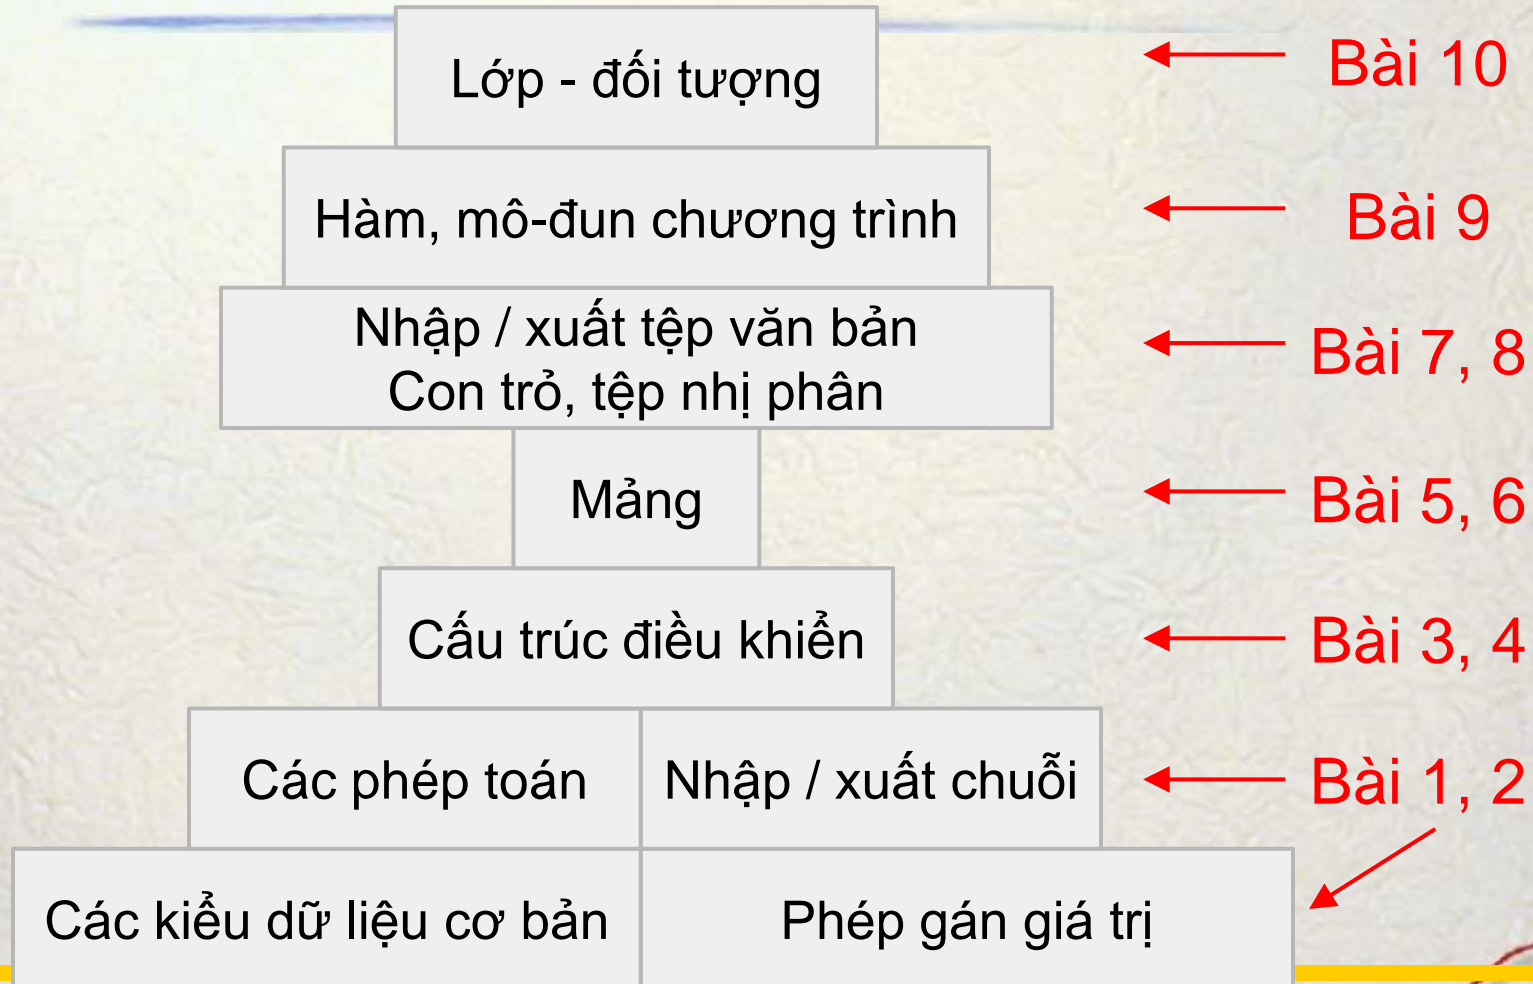 Lớp - đối tượng
Bài 10
Hàm, mô-đun chương trình
Bài 9
Nhập / xuất tệp văn bản
Con trỏ, tệp nhị phân
Bài 7, 8
Mảng
Bài 5, 6
Cấu trúc điều khiển
Bài 3, 4
Các phép toán
Nhập / xuất chuỗi
Bài 1, 2
Các kiểu dữ liệu cơ bản
Phép gán giá trị